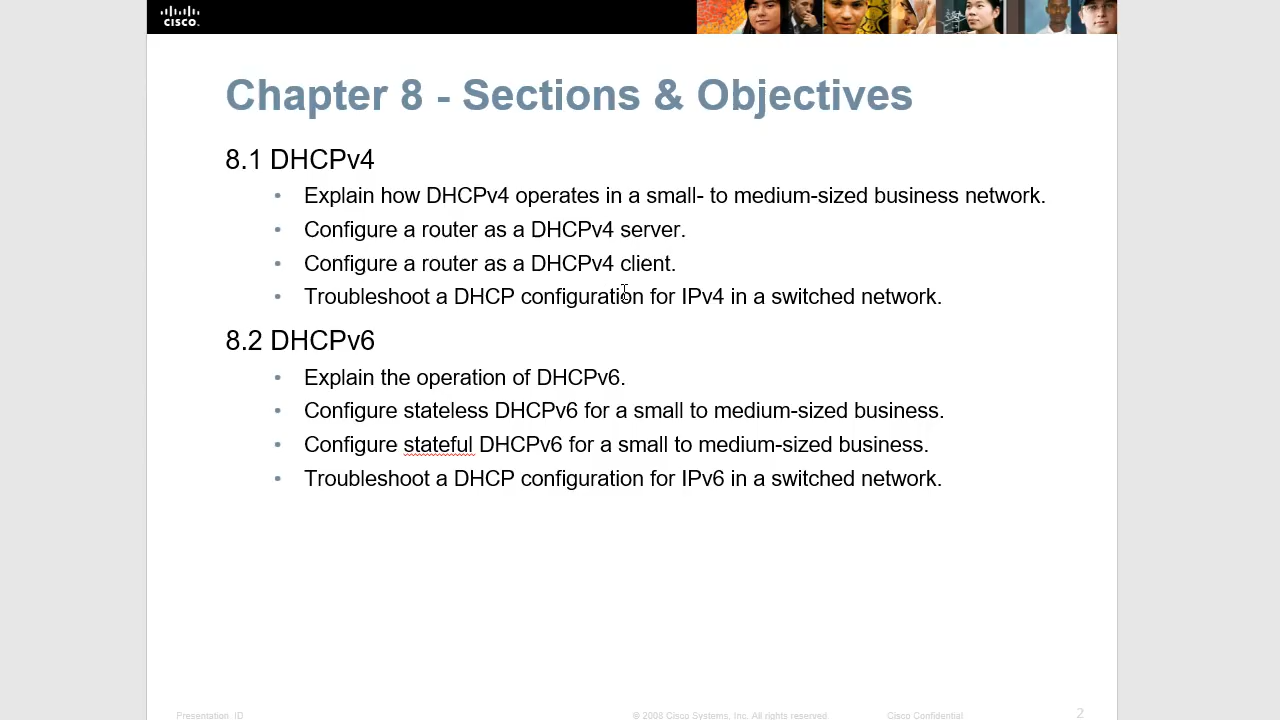 CISCO.
Chapter 8 - Sections & Objectives
8.1 DHCPv4
• Explain how DHCPv4 operates in a small- to medium-sized business network.
• Configure a router as a DHCPv4 server.
• Configure a router as a DHCPv4 client.
• Troubleshoot a DHCP configuration for IPv4 in a switched network.
8.2 DHCPv6
• Explain the operation of DHCPv6.
• Configure stateless DHCPv6 for a small to medium-sized business.
• Configure stateful DHCPv6 for a small to medium-sized business.
• Troubleshoot a DHCP configuration for IPv6 in a switched network.
Presentation_ID © 2008 Cisco Systems, Inc. All rights reserved. Cisco Confidential 2